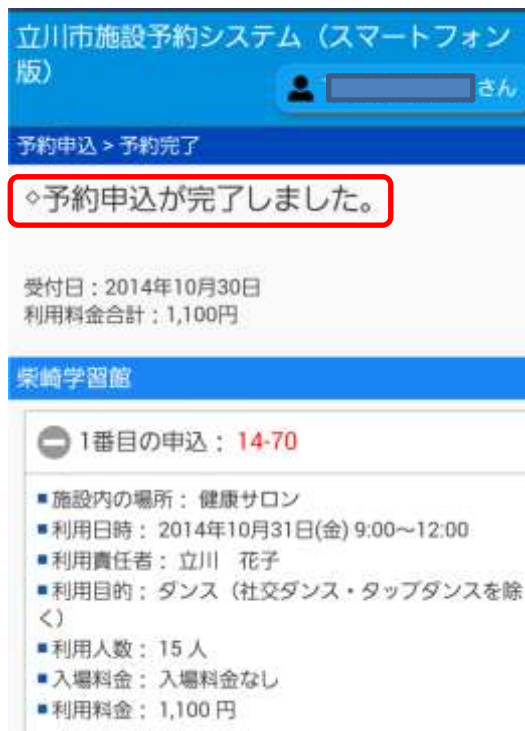 立川市施設予約システム（スマートフォン
版）
さん
予約申込 > 予約完了
◇予約申込が完了しました。
受付日：2014年10月30日
利用料金合計：1,100円
柴崎学習館
1番目の申込： 14-70
■施設内の場所： 健康サロン
■利用日時： 2014年10月31日(金) 9:00～12:00
■利用責任者： 立川　花子
■利用目的： ダンス（社交ダンス・タップダンスを除
く）
■利用人数： 15 人
■入場料金： 入場料金なし
■利用料金： 1,100 円